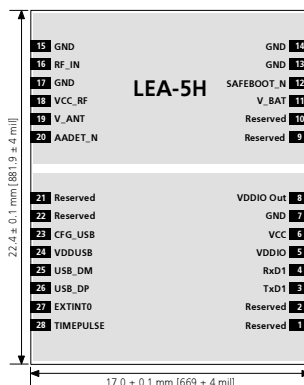 15 GND
GND 14
16 RF_IN
GND 13
17 GND
LEA-5H
SAFEBOOT_N 12
18 VCC_RF
V_BAT 11
19 V_ANT
Reserved 10
20 AADET_N
Reserved 9
21 Reserved
VDDIO Out 8
22 Reserved
GND 7
23 CFG_USB
VCC 6
24 VDDUSB
VDDIO 5
25 USB_DM
RxD1 4
26 USB_DP
TxD1 3
27 EXTINT0
Reserved 2
28 TIMEPULSE
Reserved 1
22.4 ± 0.1 mm [881.9 ± 4 mil]
17.0 ± 0.1 mm [669 ± 4 mil]